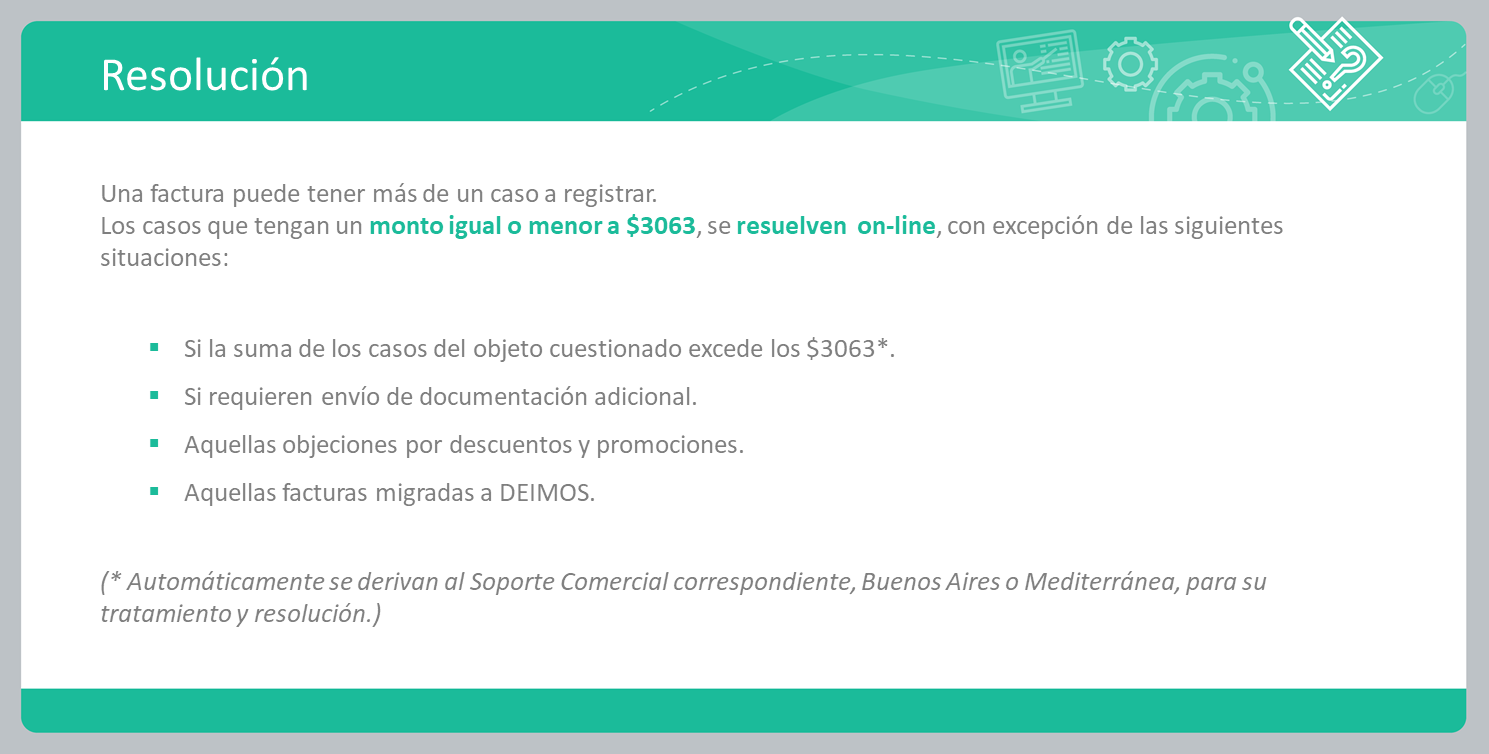 Resolución
Una factura puede tener más de un caso a registrar.
Los casos que tengan un monto igual o menor a $3063, se resuelven on-line, con excepción de las siguientes
situaciones:
▪ Si la suma de los casos del objeto cuestionado excede los $3063*.
▪ Si requieren envío de documentación adicional.
▪ Aquellas objeciones por descuentos y promociones.
▪ Aquellas facturas migradas a DEIMOS.
(* Automáticamente se derivan al Soporte Comercial correspondiente, Buenos Aires o Mediterránea, para su
tratamiento y resolución.)